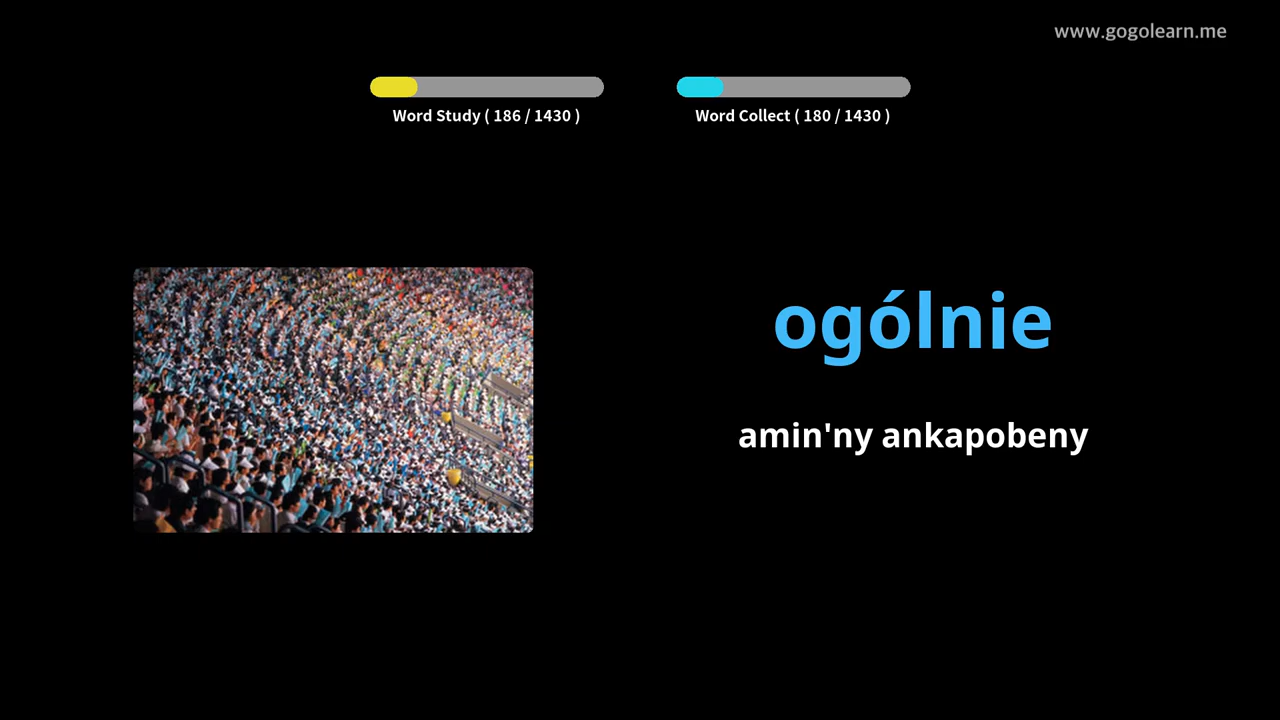 www.gogolearn.me
Word Study ( 186 / 1430 )
Word Collect ( 180 / 1430 )
ogólnie
amin'ny ankapobeny